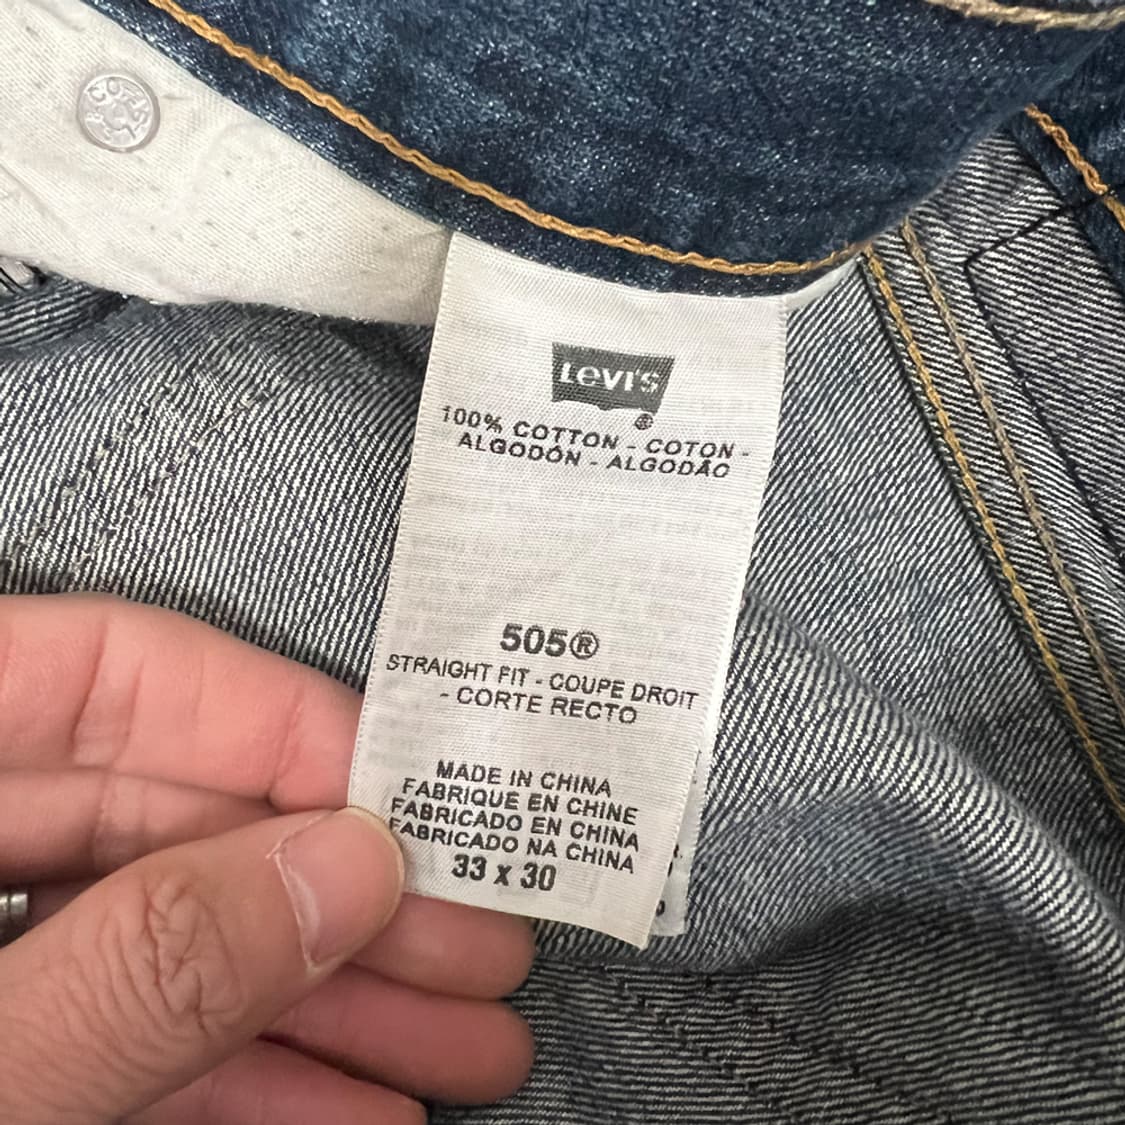 Levi's
®
100% COTTON - COTON -
ALGODÓN - ALGODÃO
505®
STRAIGHT FIT - COUPE DROIT
- CORTE RECTO
MADE IN CHINA
FABRIQUE EN CHINE
FABRICADO EN CHINA
FABRICADO NA CHINA
33 x 30